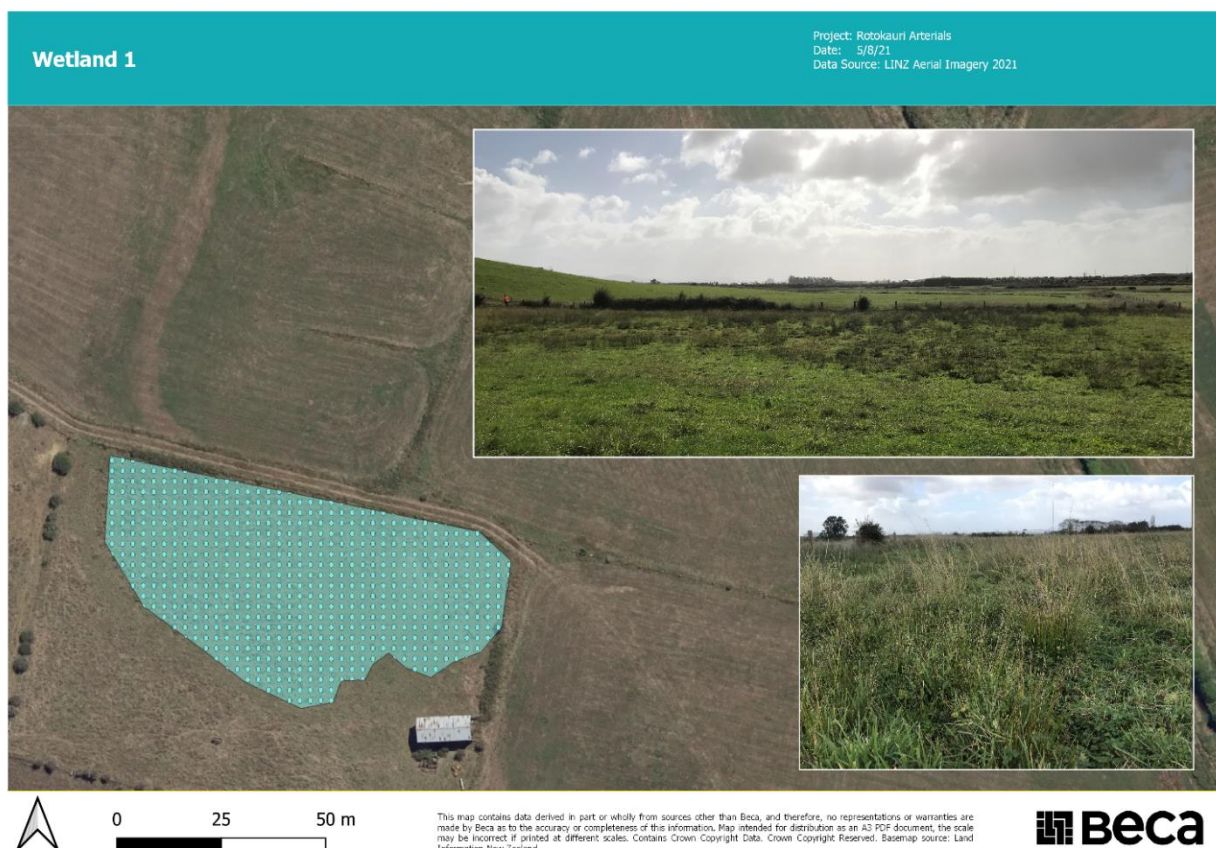 Wetland 1
Project: Rotokauri Arterials
Date: 5/8/21
Data Source: LINZ Aerial Imagery 2021
0 25 50 m
This map contains data derived in part or wholly from sources other than Beca, and therefore, no representations or warranties are
made by Beca as to the accuracy or completeness of this information. Map intended for distribution as an A3 PDF document, the scale
may be incorrect if printed at different scales. Contains Crown Copyright Data. Crown Copyright Reserved. Basemap source: Land
Information New Zealand
Beca